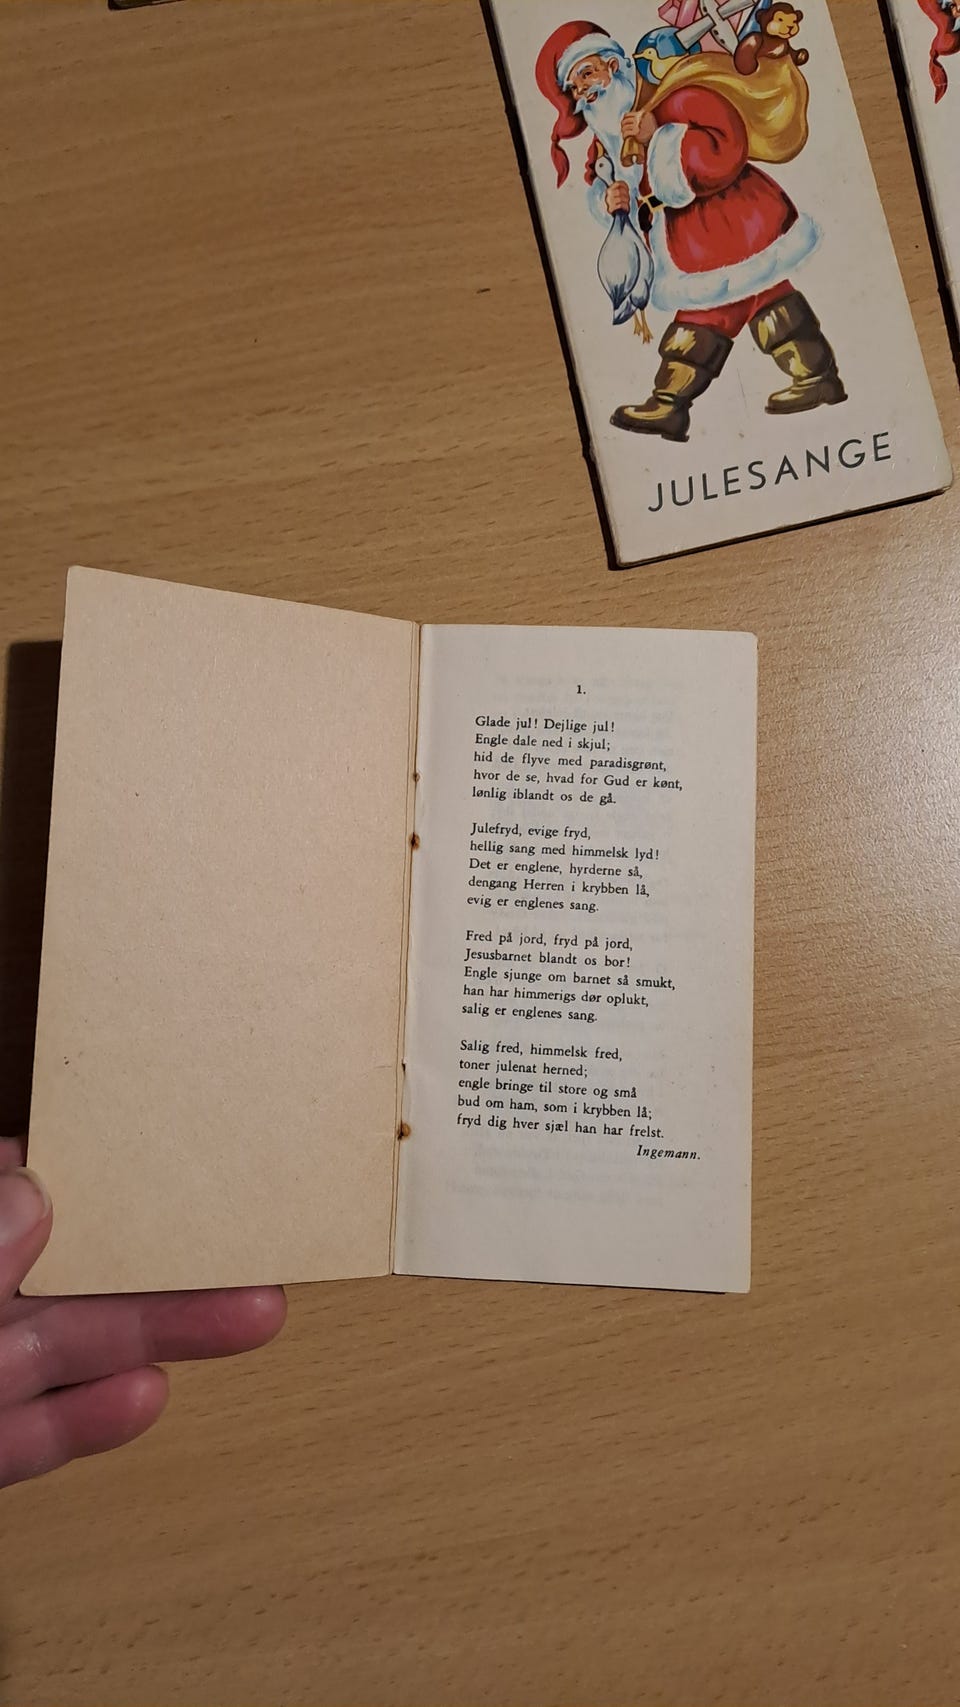 JULESANGE
1.
Glade jul! Dejlige jul!
Engle dale ned i skjul;
hid de flyve med paradisgrønt,
hvor de se, hvad for Gud er kønt,
lønlig iblandt os de gå.
Julefryd, evige fryd,
hellig sang med himmelsk lyd!
Det er englene, hyrderne så,
dengang Herren i krybben lå,
evig er englenes sang.
Fred på jord, fryd på jord,
Jesusbarnet blandt os bor!
Engle sjunge om barnet så smukt,
han har himmerigs dør oplukt,
salig er englenes sang.
Salig fred, himmelsk fred,
toner julenat herned;
engle bringe til store og små
bud om ham, som i krybben lå;
fryd dig hver sjæl han har frelst.
Ingemann.